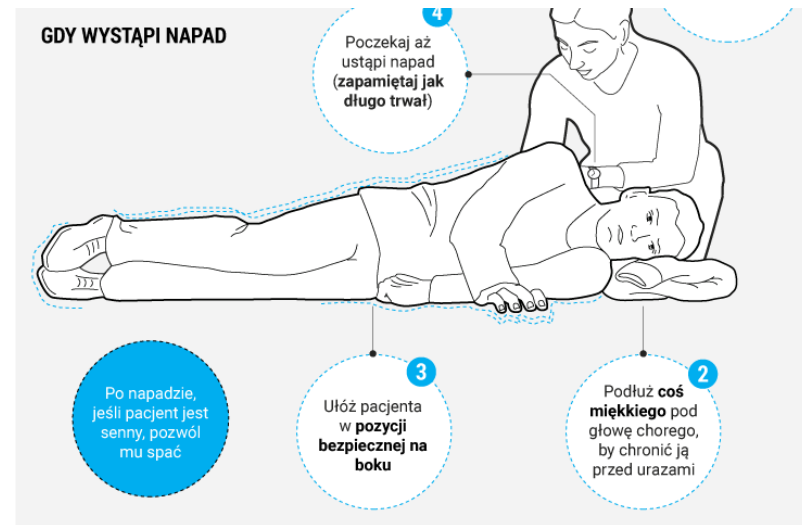 GDY WYSTĄPI NAPAD
4
Poczekaj aż
ustąpi napad
(zapamiętaj jak
długo trwał)
Po napadzie,
jeśli pacjent jest
senny, pozwól
mu spać
3
Ułóż pacjenta
w pozycji
bezpiecznej na
boku
2
Podłuż coś
miękkiego pod
głowę chorego,
by chronić ją
przed urazami